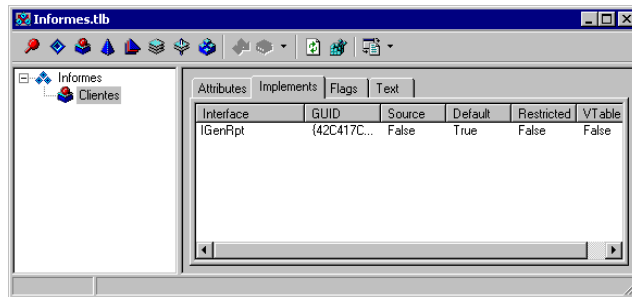 Informes.tlb
Informes
Clientes
Attributes Implements Flags Text
Interface GUID Source Default Restricted VTable
IGenRpt {42C417C... False True False False